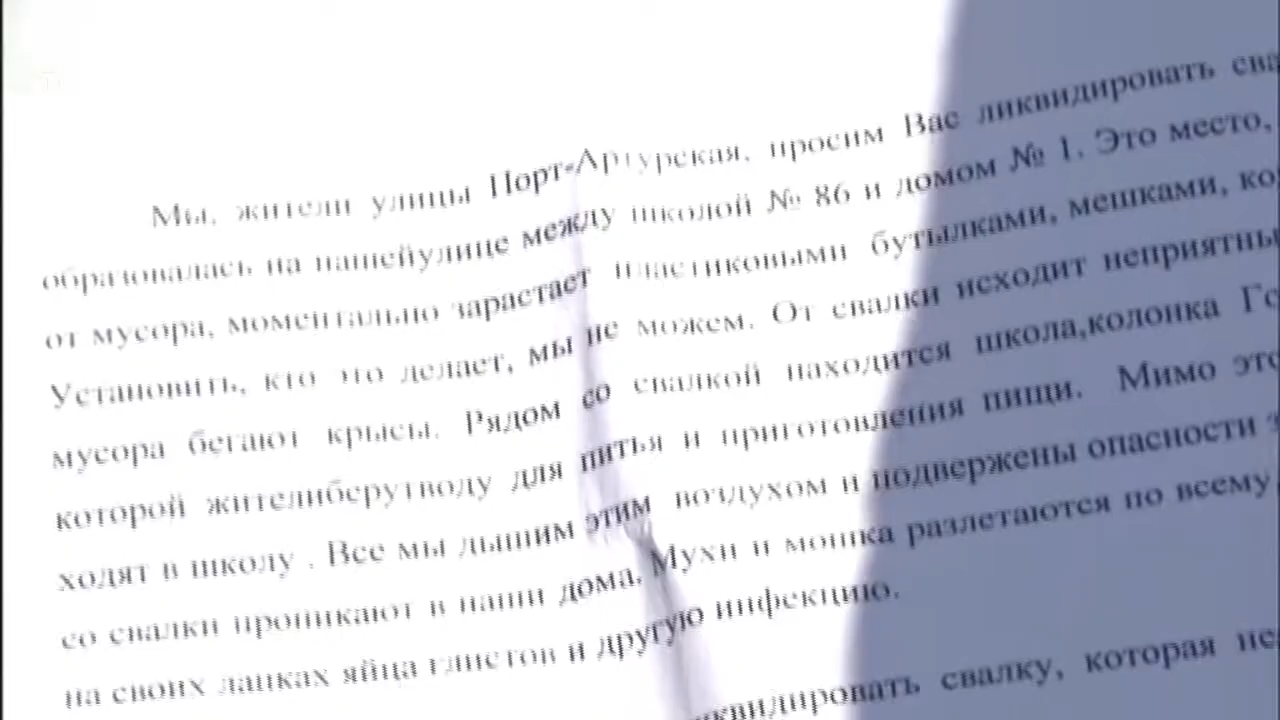 Мы, жители улицы Порт-Артурская, просим Вас ликвидировать сва
образовалась на нашейулице между школой № 86 и домом № 1. Это место,
от мусора, моментально зарастает пластиковыми бутылками, мешками, ко
Установить, кто это делает, мы не можем. От свалки исходит неприятны
мусора бегают крысы. Рядом со свалкой находится школа,колонка Го
которой жителиберутводу для питья и приготовления пищи. Мимо это
ходят в школу . Все мы дышим этим воздухом и подвержены опасности з
со свалки проникают в наши дома. Мухи и мошка разлетаются по всему
на своих лапках яйца глистов и другую инфекцию.
иквидировать свалку, которая не